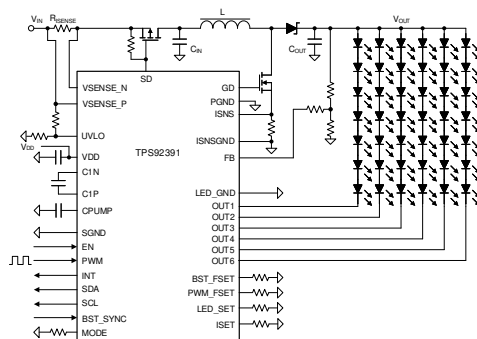 VIN RISENSE L VOUT
CIN COUT
SD
VSENSE_N GD
VSENSE_P PGND
ISNS
UVLO ISNSGND
VDD TPS92391 FB
VDD
C1N
C1P LED_GND
CPUMP OUT1
OUT2
SGND OUT3
EN OUT4
PWM OUT5
INT OUT6
SDA BST_FSET
SCL PWM_FSET
BST_SYNC LED_SET
MODE ISET